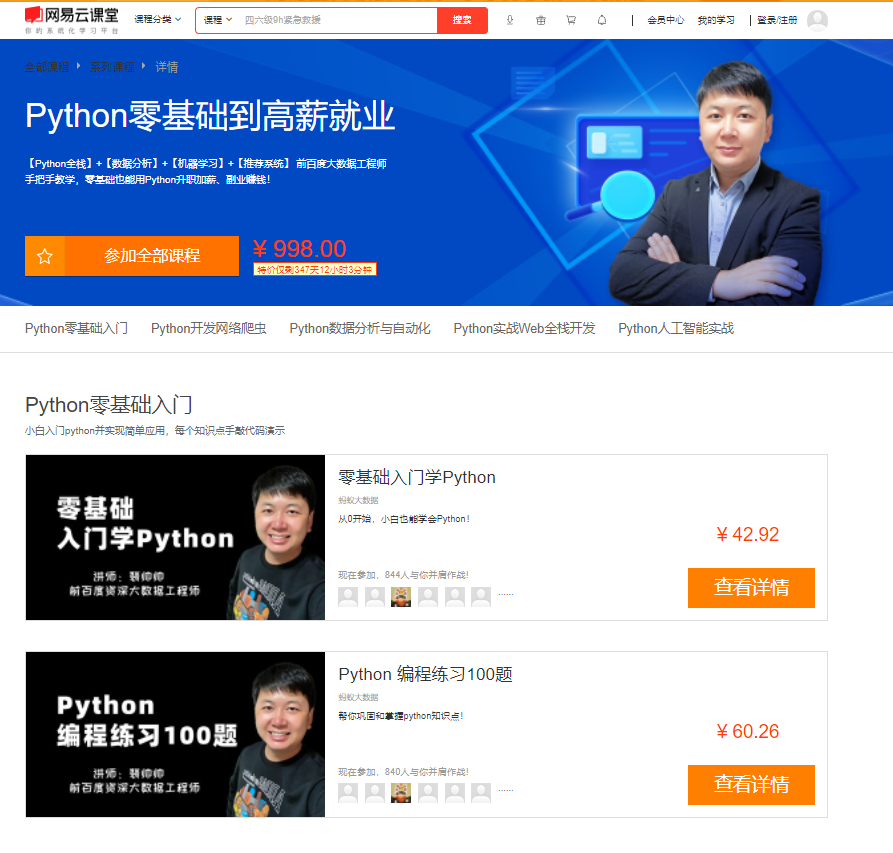 网易云课堂
你的系统化学习平台
课程分类
课程
四六级9h紧急救援
搜索
会员中心
我的学习
登录/注册
全部课程
系列课程
详情
Python零基础到高薪就业
【Python全栈】+【数据分析】+【机器学习】+【推荐系统】 前百度大数据工程师
手把手教学，零基础也能用Python升职加薪、副业赚钱！
参加全部课程
¥ 998.00
特价仅剩347天12小时3分钟
Python零基础入门
Python开发网络爬虫
Python数据分析与自动化
Python实战Web全栈开发
Python人工智能实战
Python零基础入门
小白入门python并实现简单应用，每个知识点手敲代码演示
零基础
入门学Python
讲师：裴帅帅
前百度资深大数据工程师
零基础入门学Python
蚂蚁大数据
从0开始，小白也能学会Python！
现在参加，844人与你并肩作战！
......
¥ 42.92
查看详情
Python
编程练习100题
讲师：裴帅帅
前百度资深大数据工程师
Python 编程练习100题
蚂蚁大数据
帮你巩固和掌握python知识点！
现在参加，840人与你并肩作战！
......
¥ 60.26
查看详情